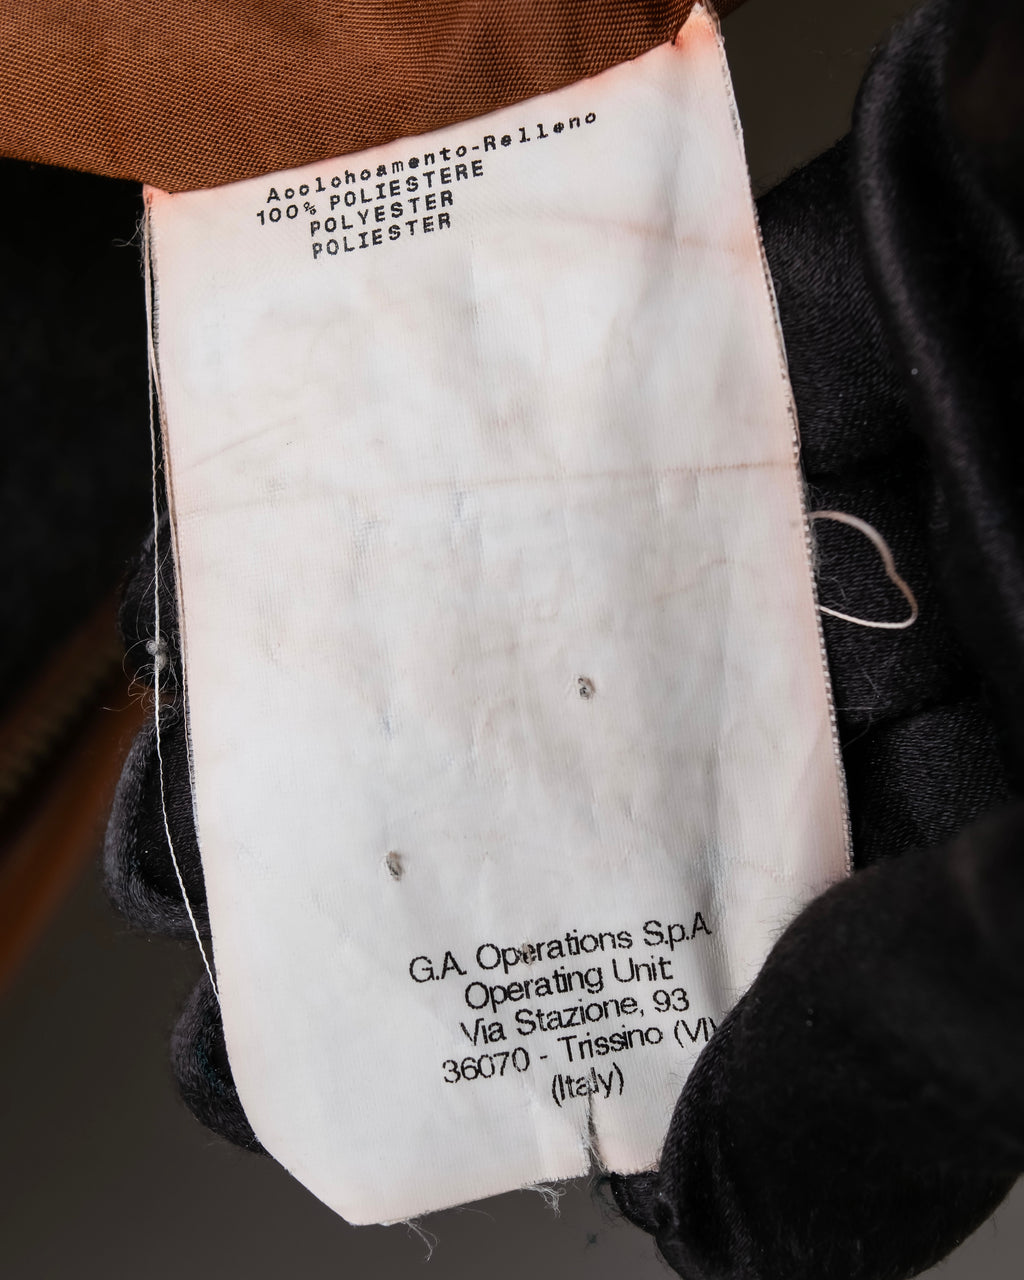 Acolchoamento-Relleno
100% POLIESTERE
POLYESTER
POLIESTER
G.A. Operations S.p.A
Operating Unit:
Via Stazione, 93
36070 - Trissino (VI)
(Italy)